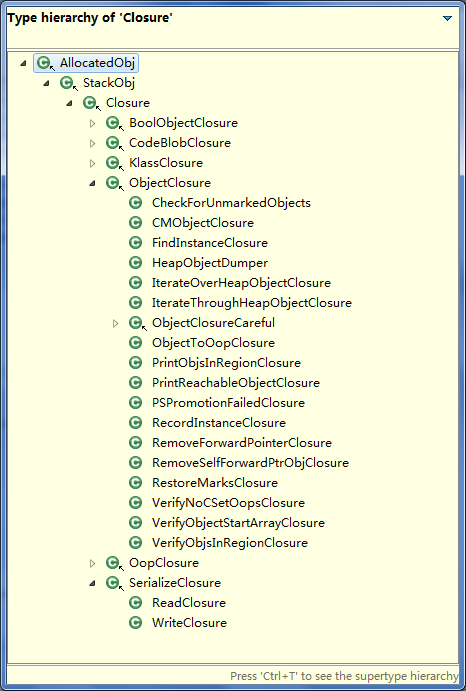 Type hierarchy of 'Closure'
AllocatedObj
StackObj
Closure
BoolObjectClosure
CodeBlobClosure
KlassClosure
ObjectClosure
CheckForUnmarkedObjects
CMObjectClosure
FindInstanceClosure
HeapObjectDumper
IterateOverHeapObjectClosure
IterateThroughHeapObjectClosure
ObjectClosureCareful
ObjectToOopClosure
PrintObjsInRegionClosure
PrintReachableObjectClosure
PSPromotionFailedClosure
RecordInstanceClosure
RemoveForwardPointerClosure
RemoveSelfForwardPtrObjClosure
RestoreMarksClosure
VerifyNoCSetOopsClosure
VerifyObjectStartArrayClosure
VerifyObjsInRegionClosure
OopClosure
SerializeClosure
ReadClosure
WriteClosure
Press 'Ctrl+T' to see the supertype hierarchy